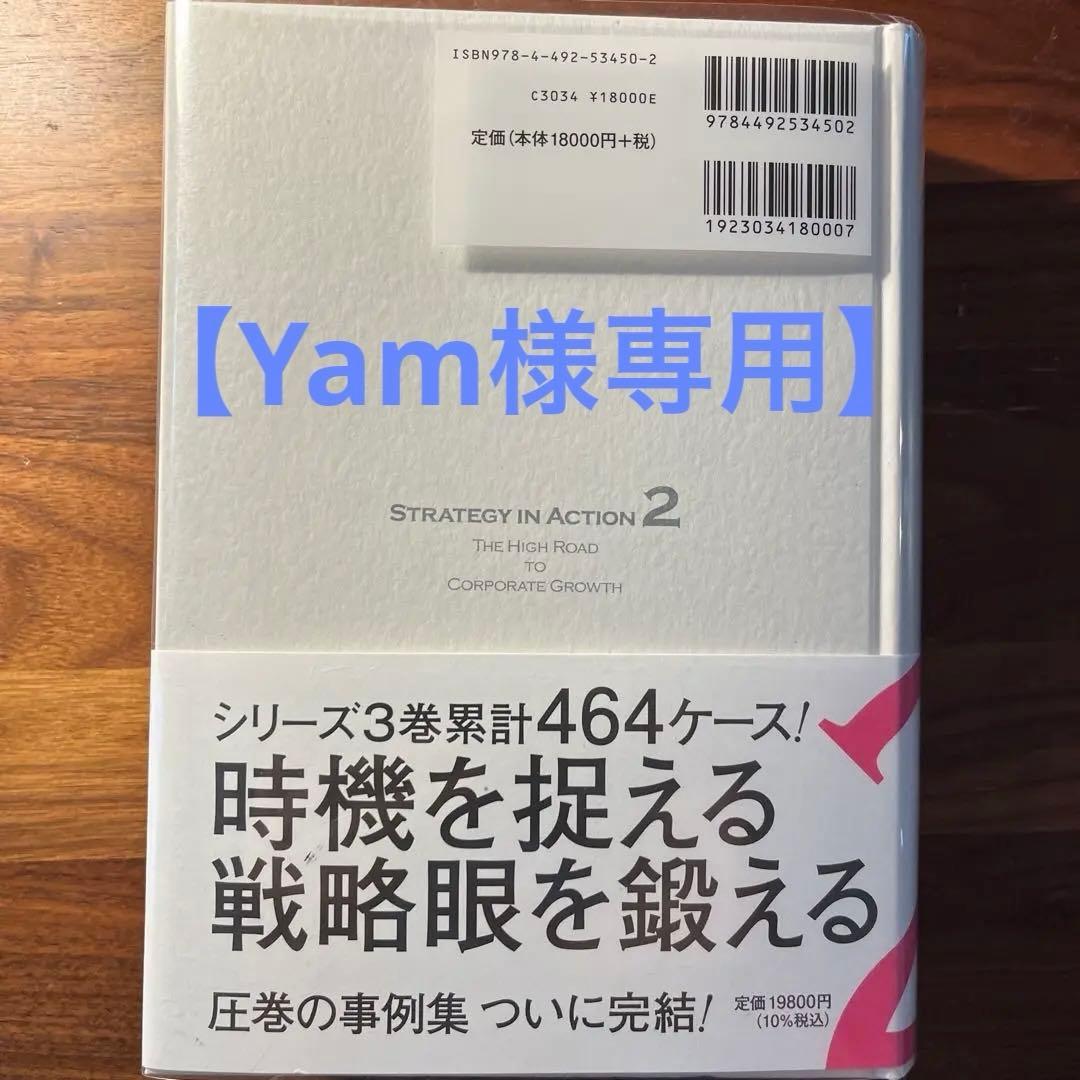 ISBN978-4-492-53450-2
C3034 ¥18000E
定価(本体18000円+税)
9784492534502
1923034180007
【Yam様専用】
STRATEGY IN ACTION 2
THE HIGH ROAD
TO
CORPORATE GROWTH
シリーズ3巻累計464ケース!
時機を捉える
戦略眼を鍛える
圧巻の事例集 ついに完結!
定価19800円
(10%税込)